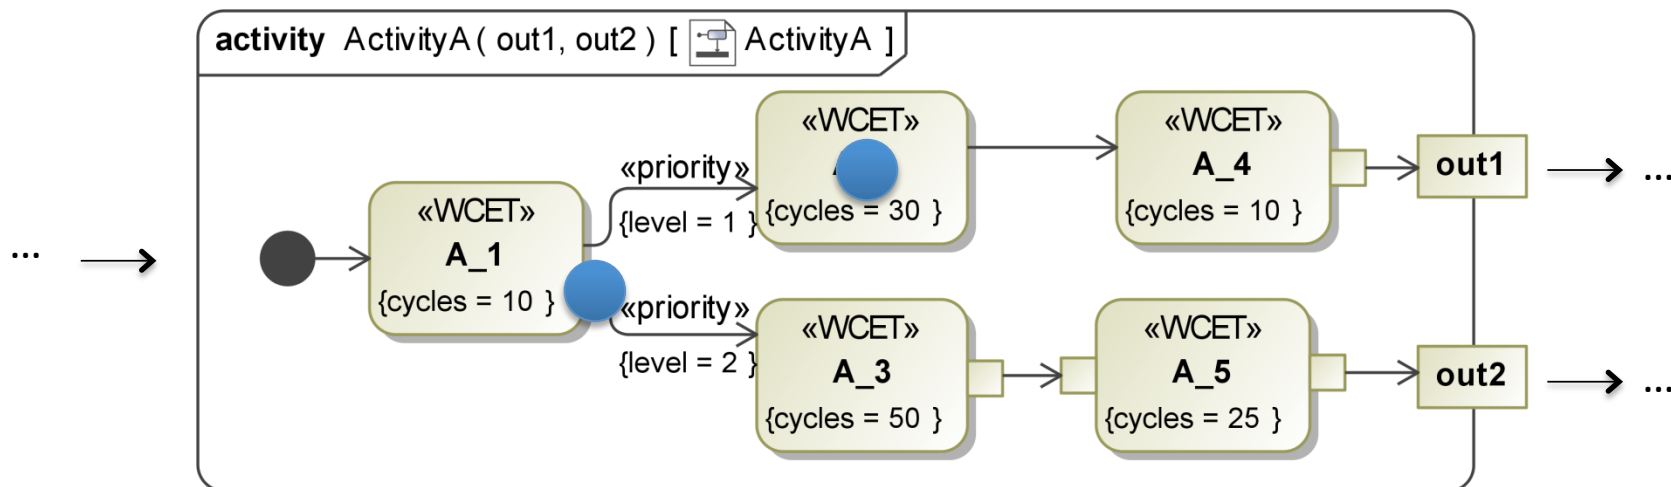 activity ActivityA ( out1, out2 ) [ ActivityA ]
...
«WCET»
A_1
{cycles = 10 }
«priority»
{level = 1 }
«WCET»
{cycles = 30 }
«WCET»
A_4
{cycles = 10 }
out1
...
«priority»
{level = 2 }
«WCET»
A_3
{cycles = 50 }
«WCET»
A_5
{cycles = 25 }
out2
...